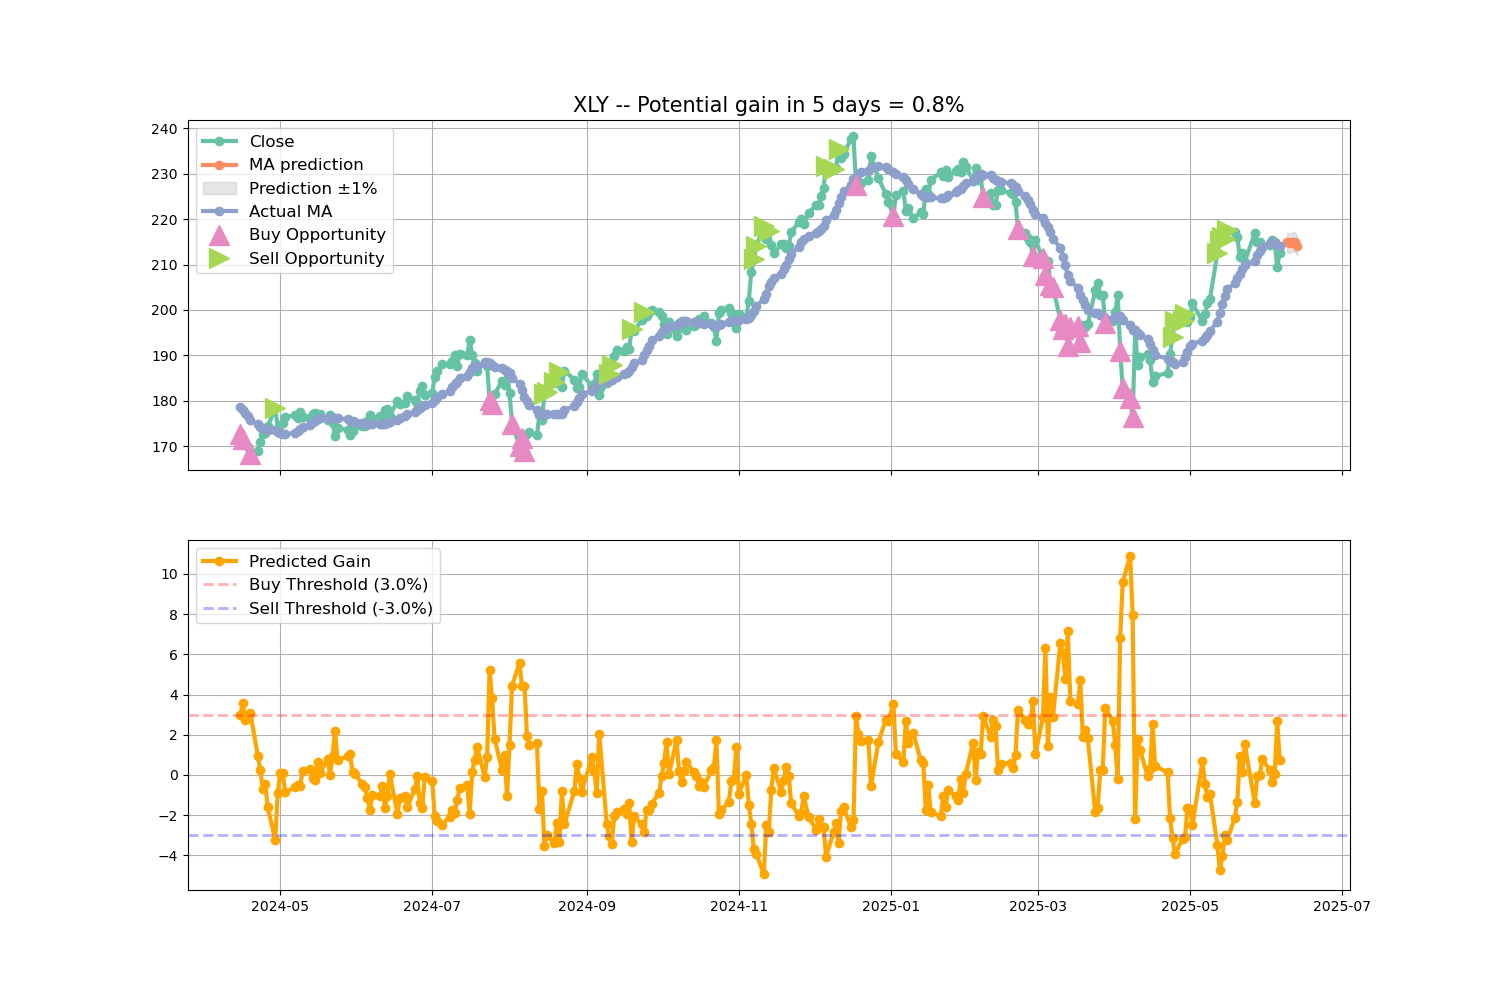 XLY -- Potential gain in 5 days = 0.8%
240
230
220
210
200
190
180
170
Close
MA prediction
Prediction ±1%
Actual MA
Buy Opportunity
Sell Opportunity
10
8
6
4
2
0
−2
−4
Predicted Gain
Buy Threshold (3.0%)
Sell Threshold (-3.0%)
2024-05
2024-07
2024-09
2024-11
2025-01
2025-03
2025-05
2025-07